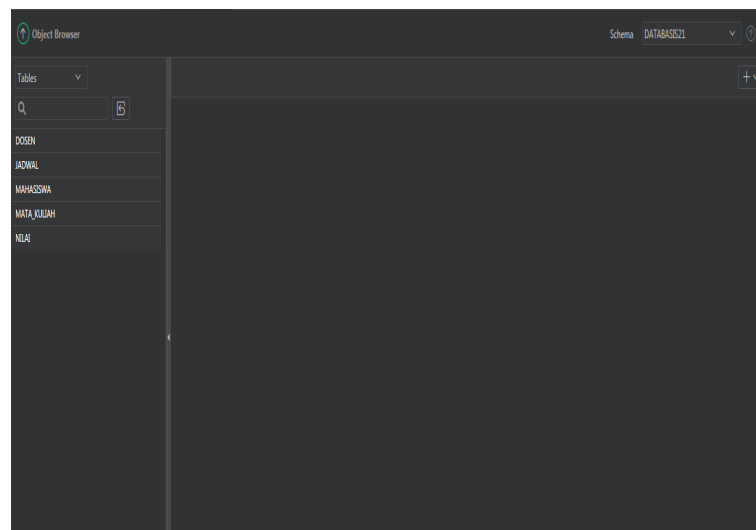 Object Browser
Schema DATABASIS21
Tables
DOSEN
JADWAL
MAHASISWA
MATA_KULIAH
NILAI